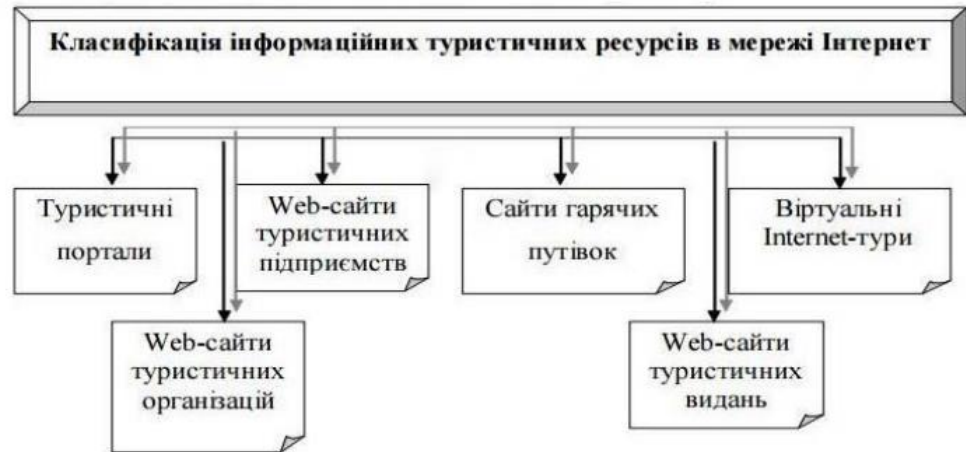 Класифікація інформаційних туристичних ресурсів в мережі Інтернет
Туристичні
портали
Web-сайти
туристичних
підприємств
Сайти гарячих
путівок
Віртуальні
Internet-тури
Web-сайти
туристичних
організацій
Web-сайти
туристичних
видань